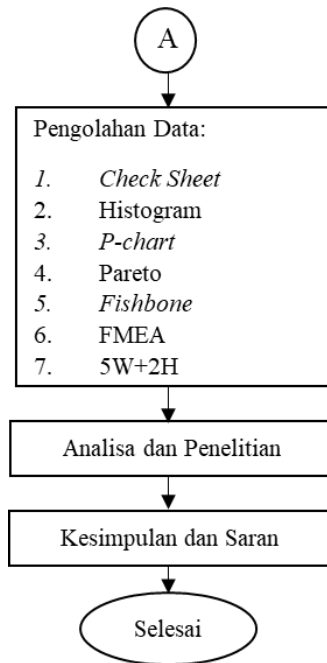 A
Pengolahan Data:
1. Check Sheet
2. Histogram
3. P-chart
4. Pareto
5. Fishbone
6. FMEA
7. 5W+2H
Analisa dan Penelitian
Kesimpulan dan Saran
Selesai